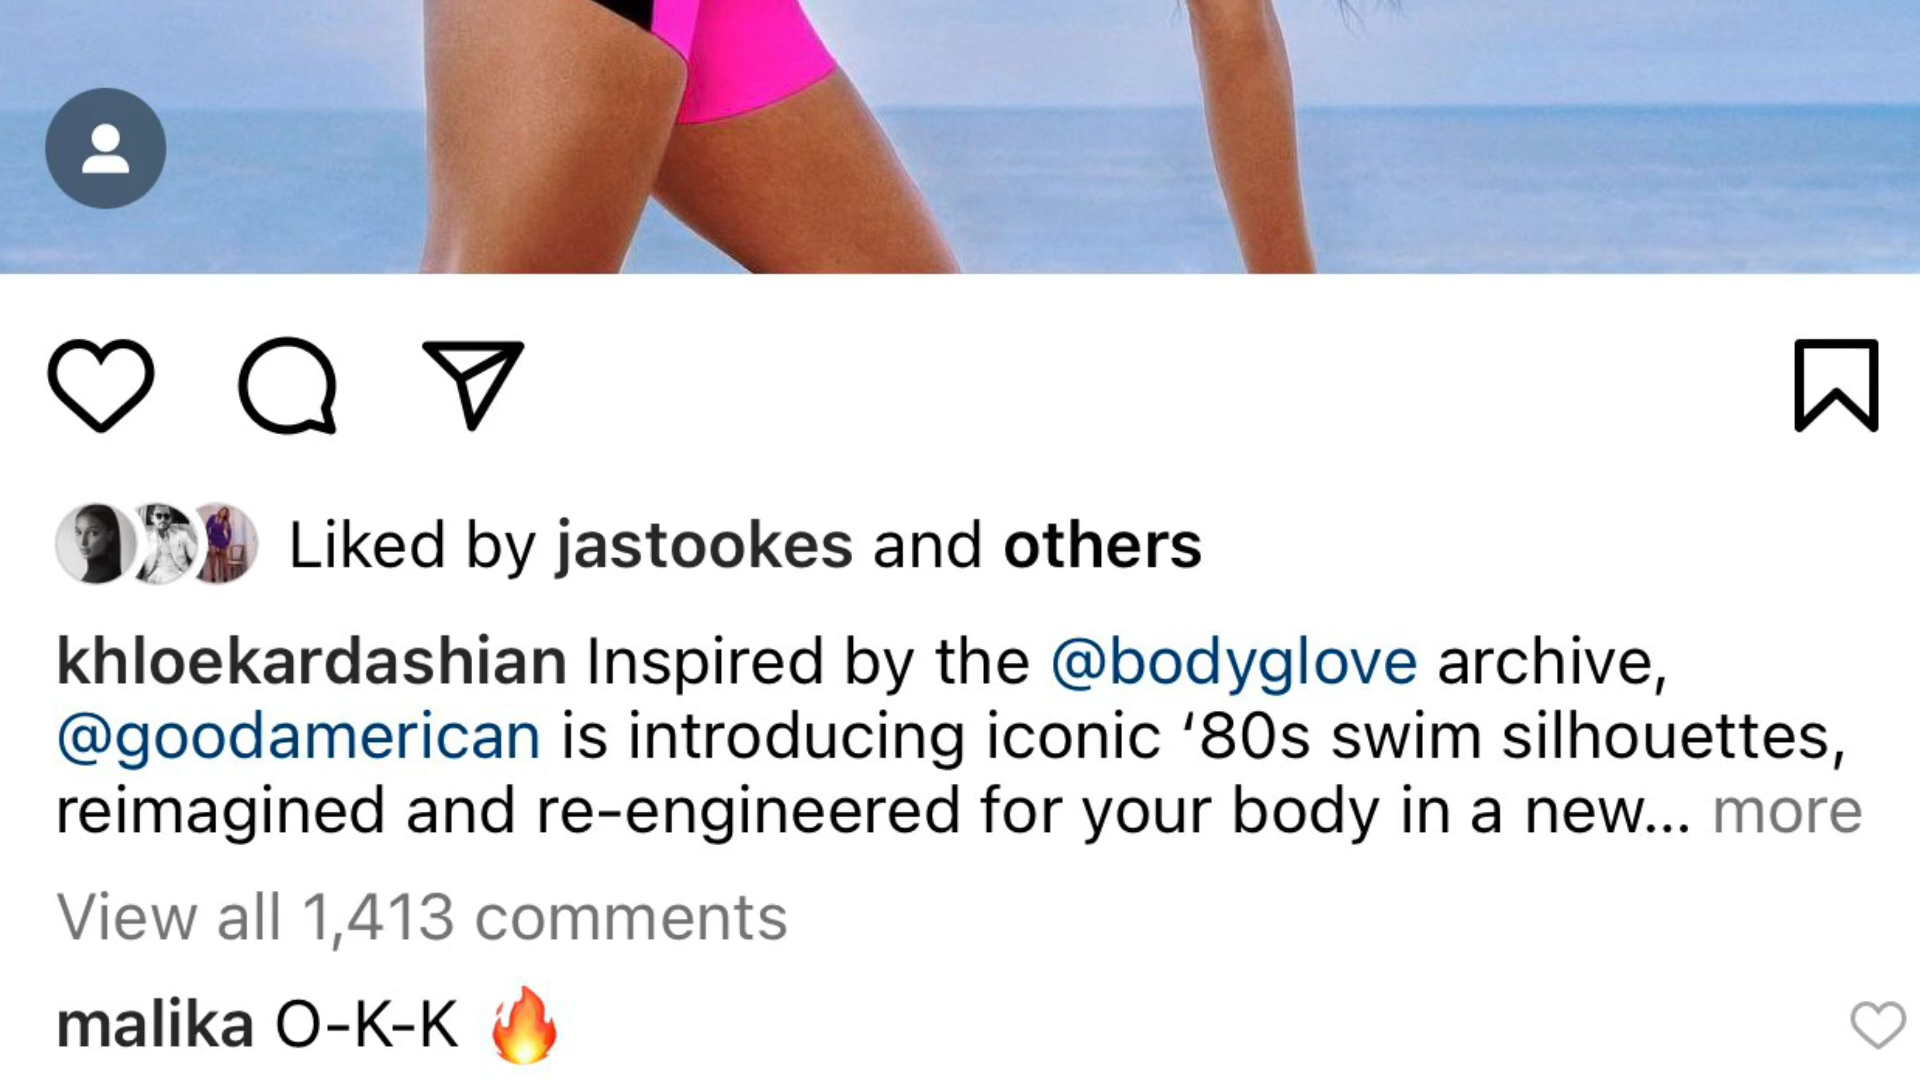 Liked by jastookes and others
khloekardashian Inspired by the @bodyglove archive,
@goodamerican is introducing iconic ‘80s swim silhouettes,
reimagined and re-engineered for your body in a new... more
View all 1,413 comments
malika O-K-K 🔥